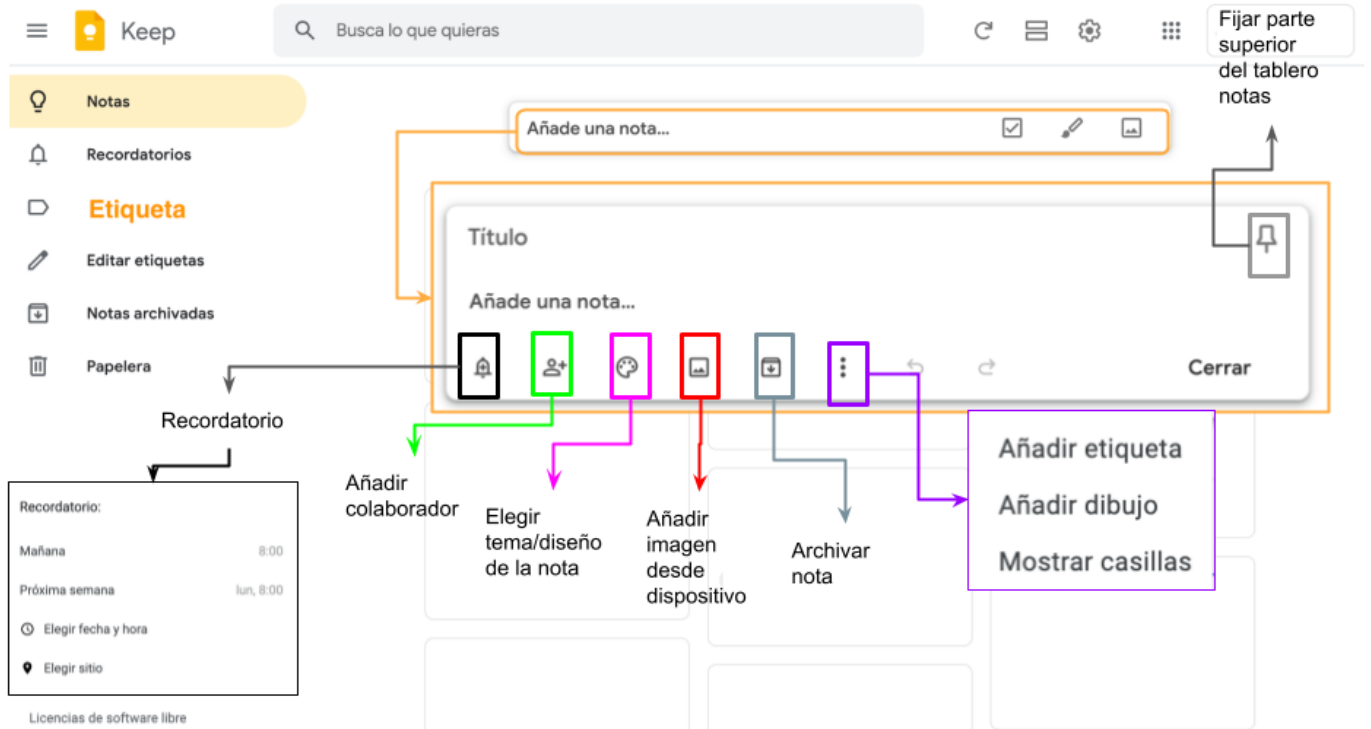 Keep
Busca lo que quieras
Fijar parte
superior
del tablero
notas
Notas
Recordatorios
Etiqueta
Editar etiquetas
Notas archivadas
Papelera
Añade una nota...
Título
Añade una nota...
Cerrar
Recordatorio
Recordatorio:
Mañana 8:00
Próxima semana lun, 8:00
Elegir fecha y hora
Elegir sitio
Licencias de software libre
Añadir
colaborador
Elegir
tema/diseño
de la nota
Añadir
imagen
desde
dispositivo
Archivar
nota
Añadir etiqueta
Añadir dibujo
Mostrar casillas